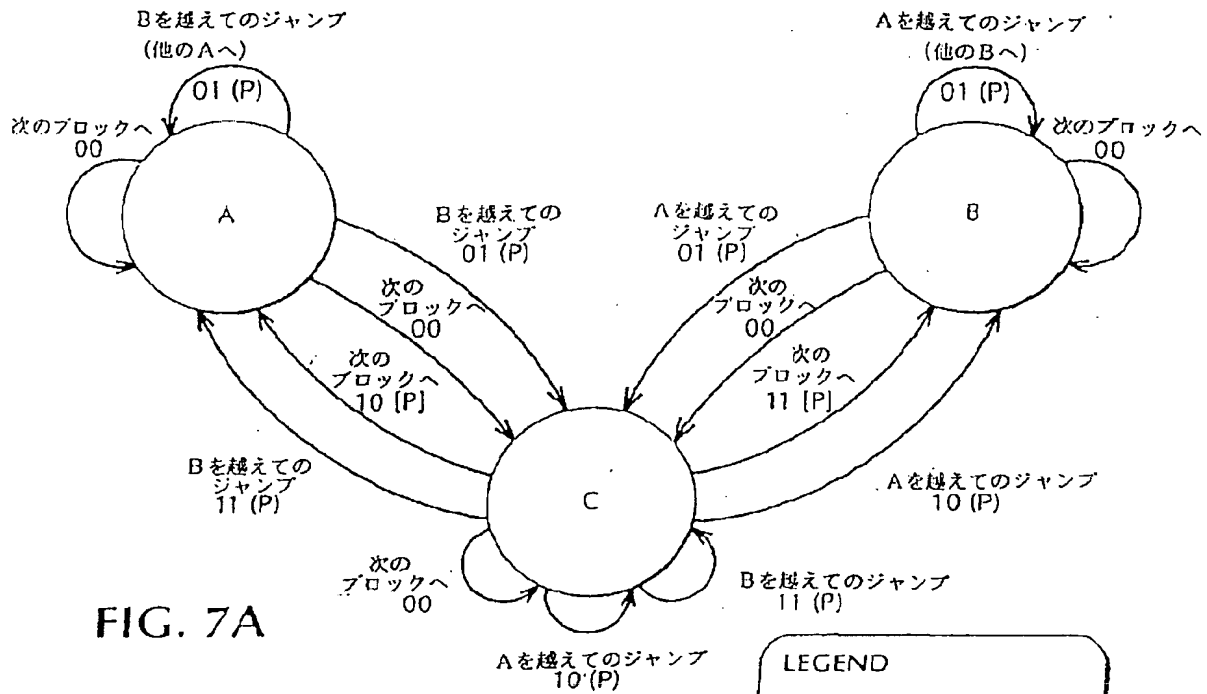 Bを越えてのジャンプ
(他のAへ)
01 (P)
次のブロックへ
00
A
Aを越えてのジャンプ
(他のBへ)
01 (P)
次のブロックへ
00
B
Bを越えての
ジャンプ
01 (P)
次の
ブロックへ
00
次の
ブロックへ
10 [P]
Aを越えての
ジャンプ
01 (P)
次の
ブロックへ
00
次の
ブロックへ
11 [P]
Bを越えての
ジャンプ
11 (P)
C
Aを越えてのジャンプ
10 (P)
次の
ブロックへ
00
Bを越えてのジャンプ
11 (P)
Aを越えてのジャンプ
10 (P)
FIG. 7A
LEGEND